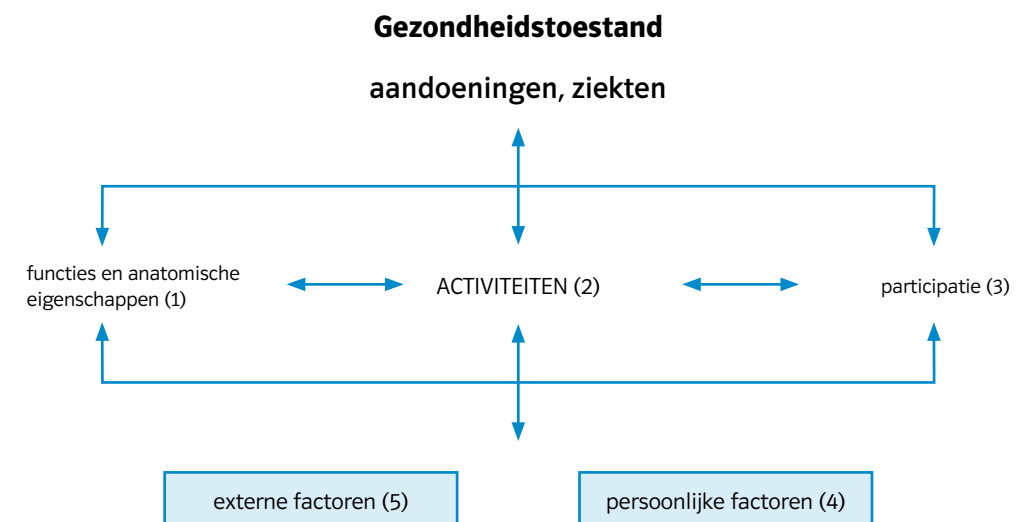 Gezondheidstoestand
aandoeningen, ziekten
functies en anatomische
eigenschappen (1)
ACTIVITEITEN (2)
participatie (3)
externe factoren (5)
persoonlijke factoren (4)